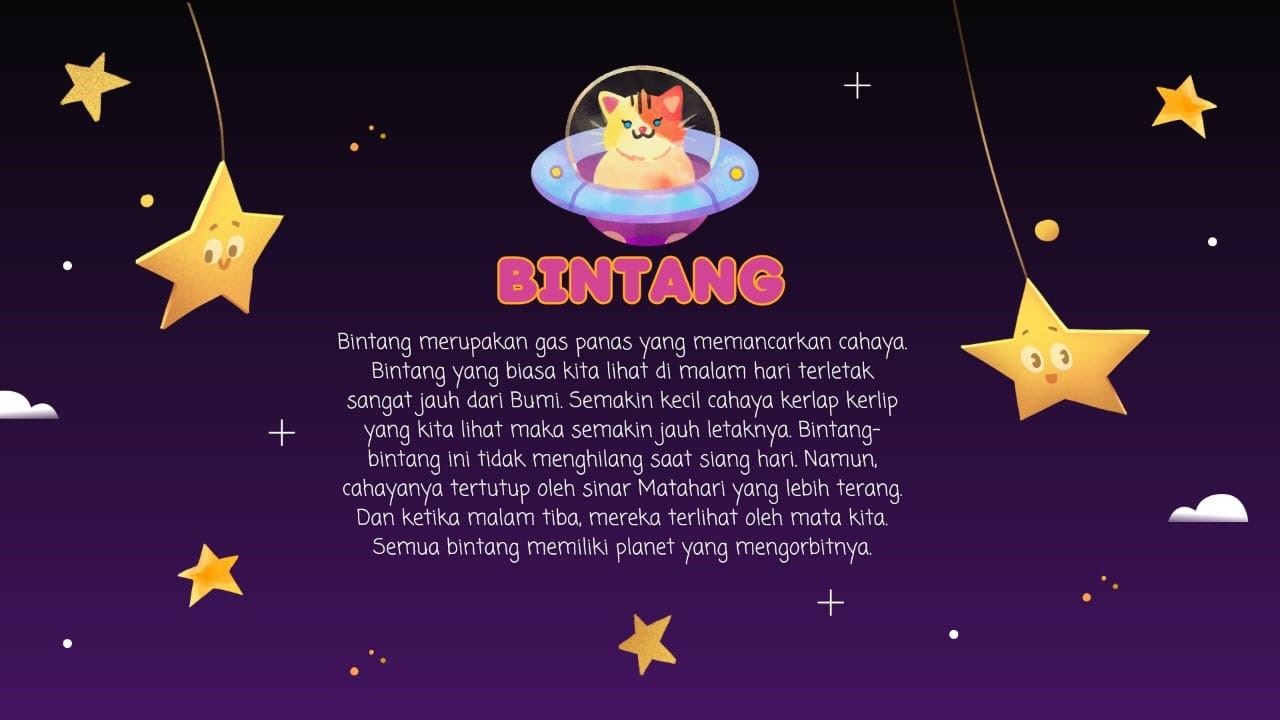 BINTANG
Bintang merupakan gas panas yang memancarkan cahaya.
Bintang yang biasa kita lihat di malam hari terletak
sangat jauh dari Bumi. Semakin kecil cahaya kerlap kerlip
yang kita lihat maka semakin jauh letaknya. Bintang-
bintang ini tidak menghilang saat siang hari. Namun,
cahayanya tertutup oleh sinar Matahari yang lebih terang.
Dan ketika malam tiba, mereka terlihat oleh mata kita.
Semua bintang memiliki planet yang mengorbitnya.